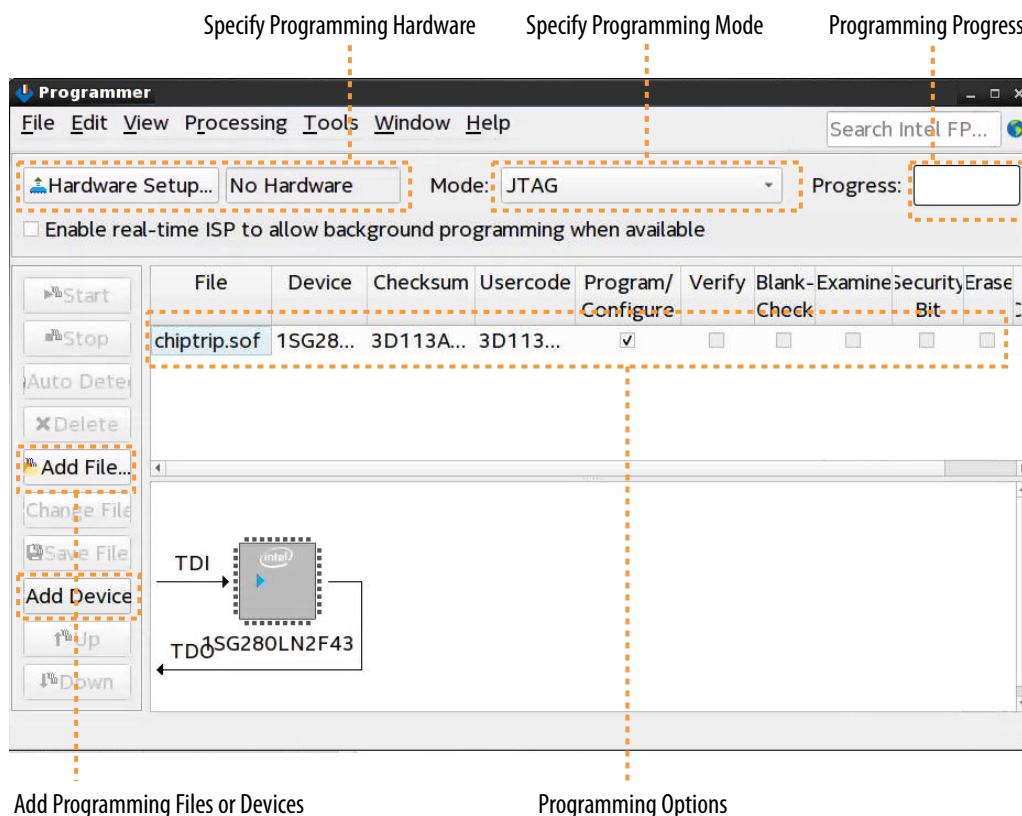 Specify Programming Hardware Specify Programming Mode Programming Progress
Programmer
File Edit View Processing Tools Window Help
Search Intel FP...
Hardware Setup... No Hardware Mode: JTAG Progress:
Enable real-time ISP to allow background programming when available
File Device Checksum Usercode Program/ Configure Verify Blank- Check Examine Security Bit Erase
chiptrip.sof 1SG28... 3D113A... 3D113...
Start
Stop
Auto Dete
Delete
Add File...
Change File
Save File
Add Device
Up
Down
TDI
intel
1SG280LN2F43
TDO
Add Programming Files or Devices Programming Options